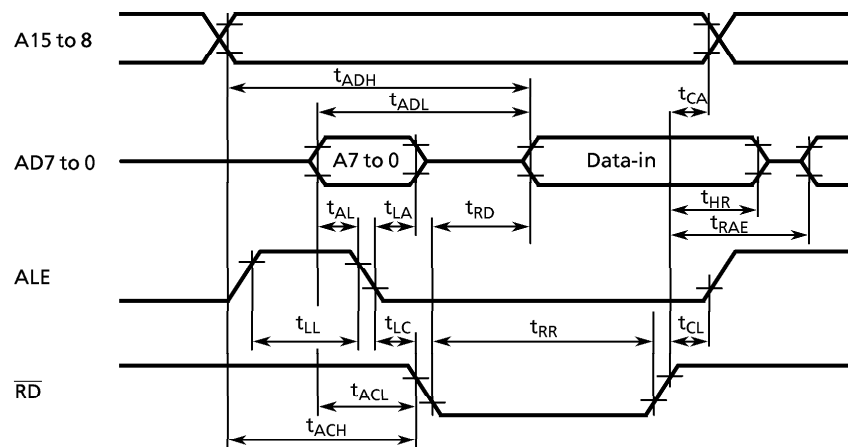 A15 to 8
tADH
tADL
tCA
AD7 to 0
A7 to 0
Data-in
tHR
tAL
tLA
tRD
tRAE
ALE
tLL
tLC
tRR
tCL
R̅D̅
tACL
tACH